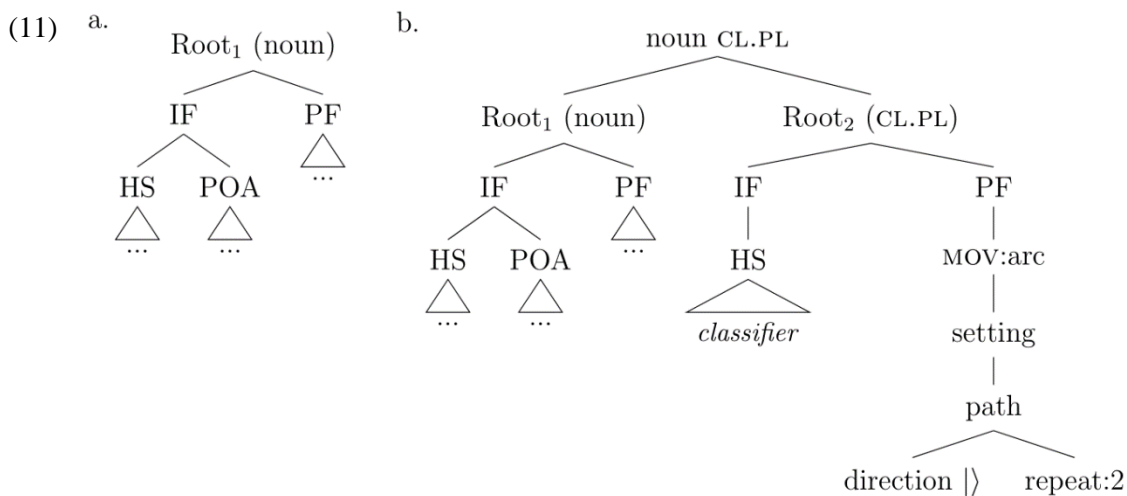 (11) a. b.
noun CL.PL
Root₁ (noun)
Root₁ (noun) Root₂ (CL.PL)
IF PF
IF PF IF PF
HS POA ...
HS POA ... HS MOV:arc
... ...
... ... classifier setting
path
direction |⟩ repeat:2